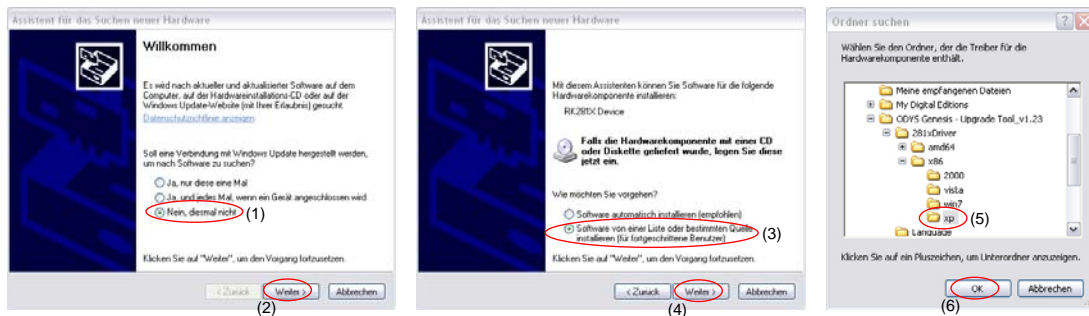 Assistent für das Suchen neuer Hardware
Willkommen
Es wird nach aktueller und aktualisierter Software auf dem
Computer, auf der Hardwareinstallations-CD oder auf der
Windows Update-Website (mit Ihrer Erlaubnis) gesucht.
Datenschutzrichtlinie anzeigen
Soll eine Verbindung mit Windows Update hergestellt werden,
um nach Software zu suchen?
Ja, nur diese eine Mal
Ja, und jedes Mal, wenn ein Gerät angeschlossen wird
Nein, diesmal nicht (1)
Klicken Sie auf "Weiter", um den Vorgang fortzusetzen.
< Zurück Weiter > Abbrechen
(2)
Assistent für das Suchen neuer Hardware
Mit diesem Assistenten können Sie Software für die folgende
Hardwarekomponente installieren:
RK281X Device
Falls die Hardwarekomponente mit einer CD
oder Diskette geliefert wurde, legen Sie diese
jetzt ein.
Wie möchten Sie vorgehen?
Software automatisch installieren (empfohlen)
Software von einer Liste oder bestimmten Quelle
installieren (für fortgeschrittene Benutzer) (3)
Klicken Sie auf "Weiter", um den Vorgang fortzusetzen.
< Zurück Weiter > Abbrechen
(4)
Ordner suchen
Wählen Sie den Ordner, der die Treiber für die
Hardwarekomponente enthält.
Meine empfangenen Dateien
My Digital Editions
ODYS Genesis - Upgrade Tool_v1.23
281xDriver
amd64
x86
2000
vista
win7
xp (5)
Language
Klicken Sie auf ein Pluszeichen, um Unterordner anzuzeigen.
OK Abbrechen
(6)